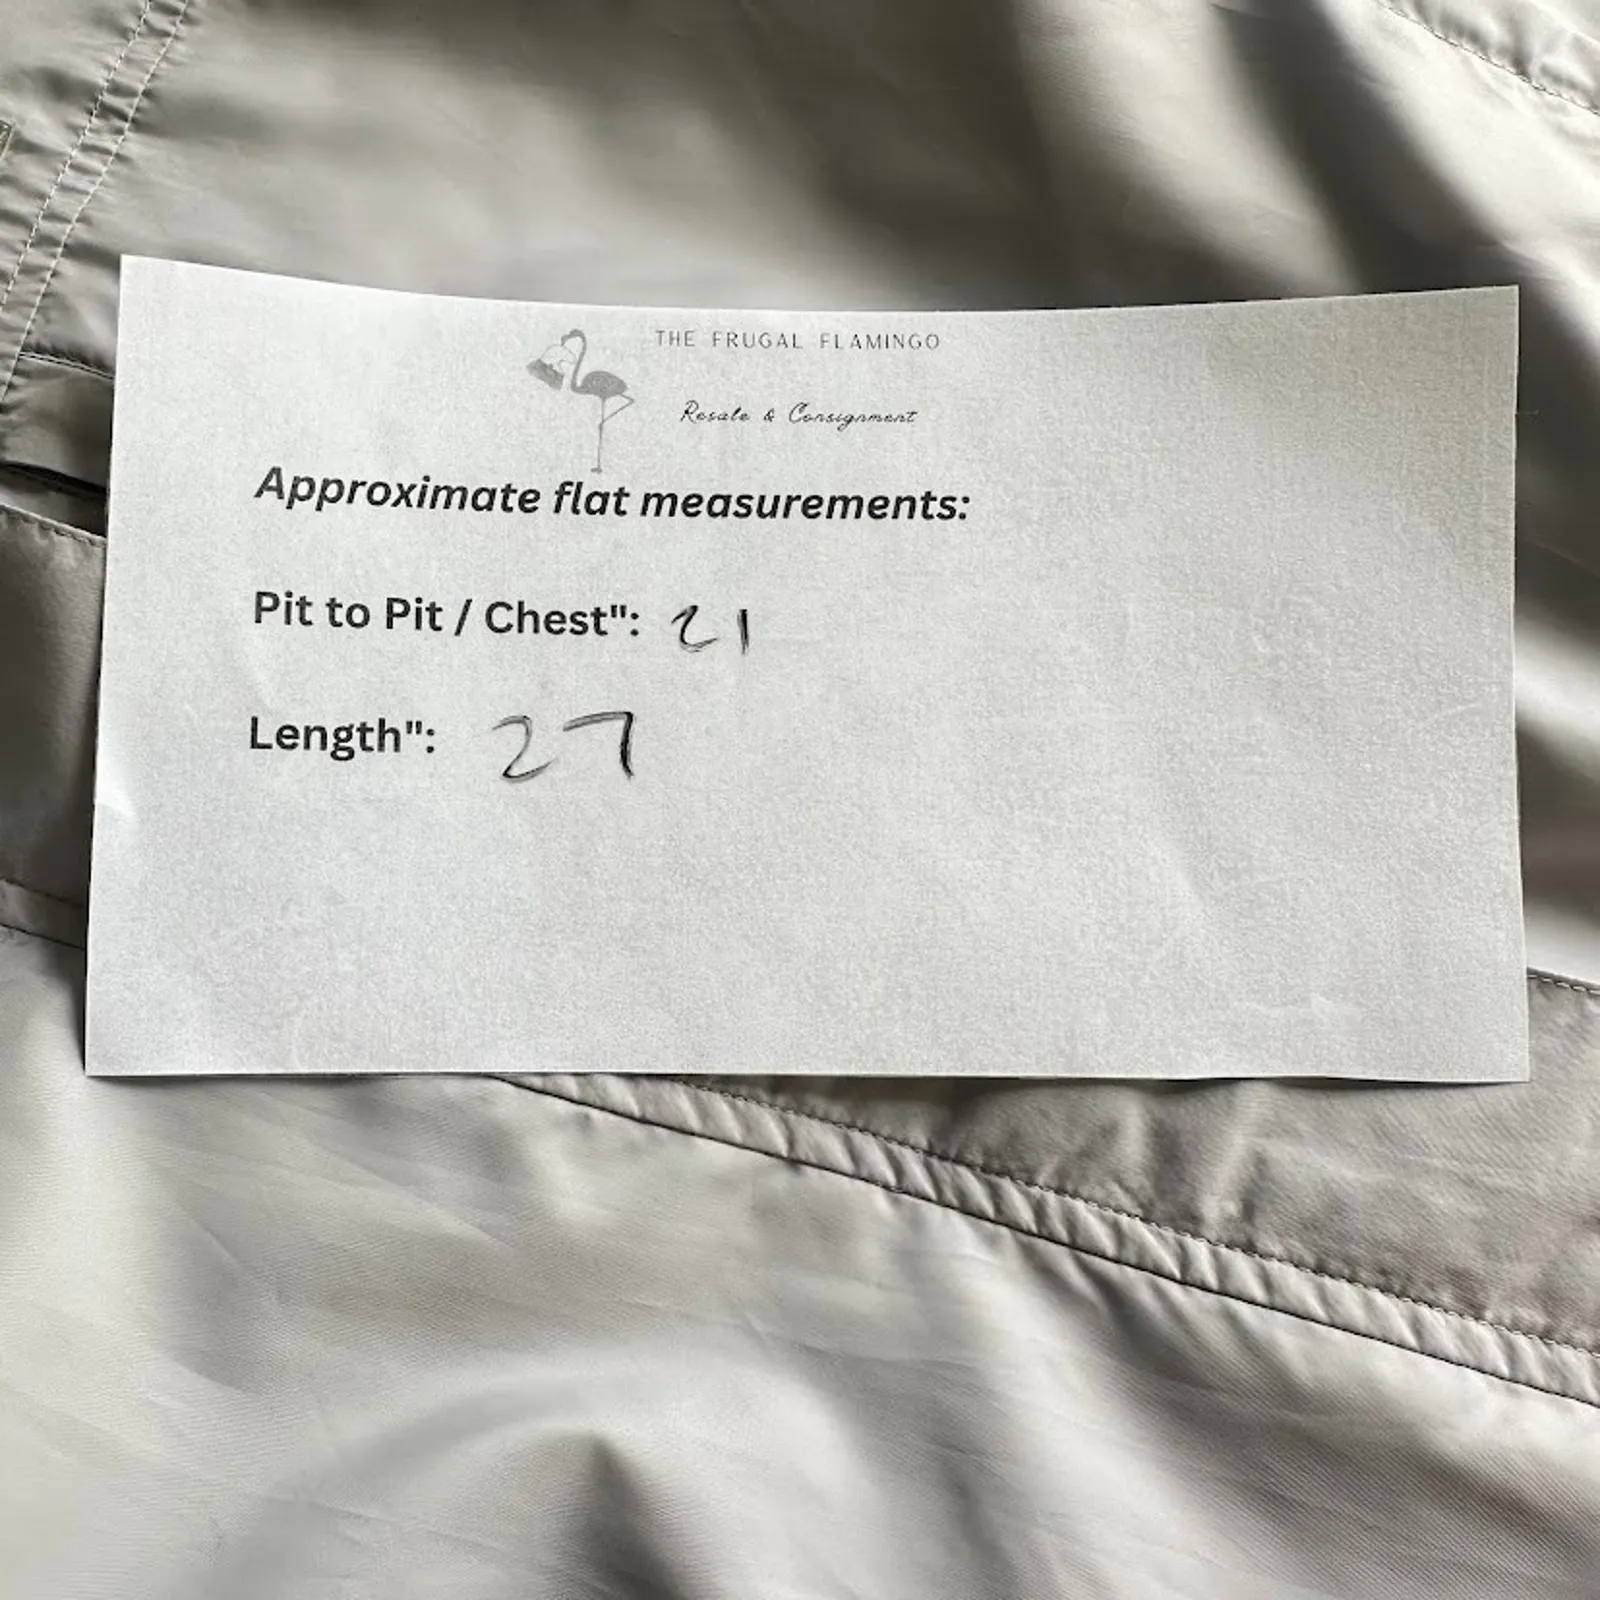 THE FRUGAL FLAMINGO
Resale & Consignment
Approximate flat measurements:
Pit to Pit / Chest": 21
Length": 27